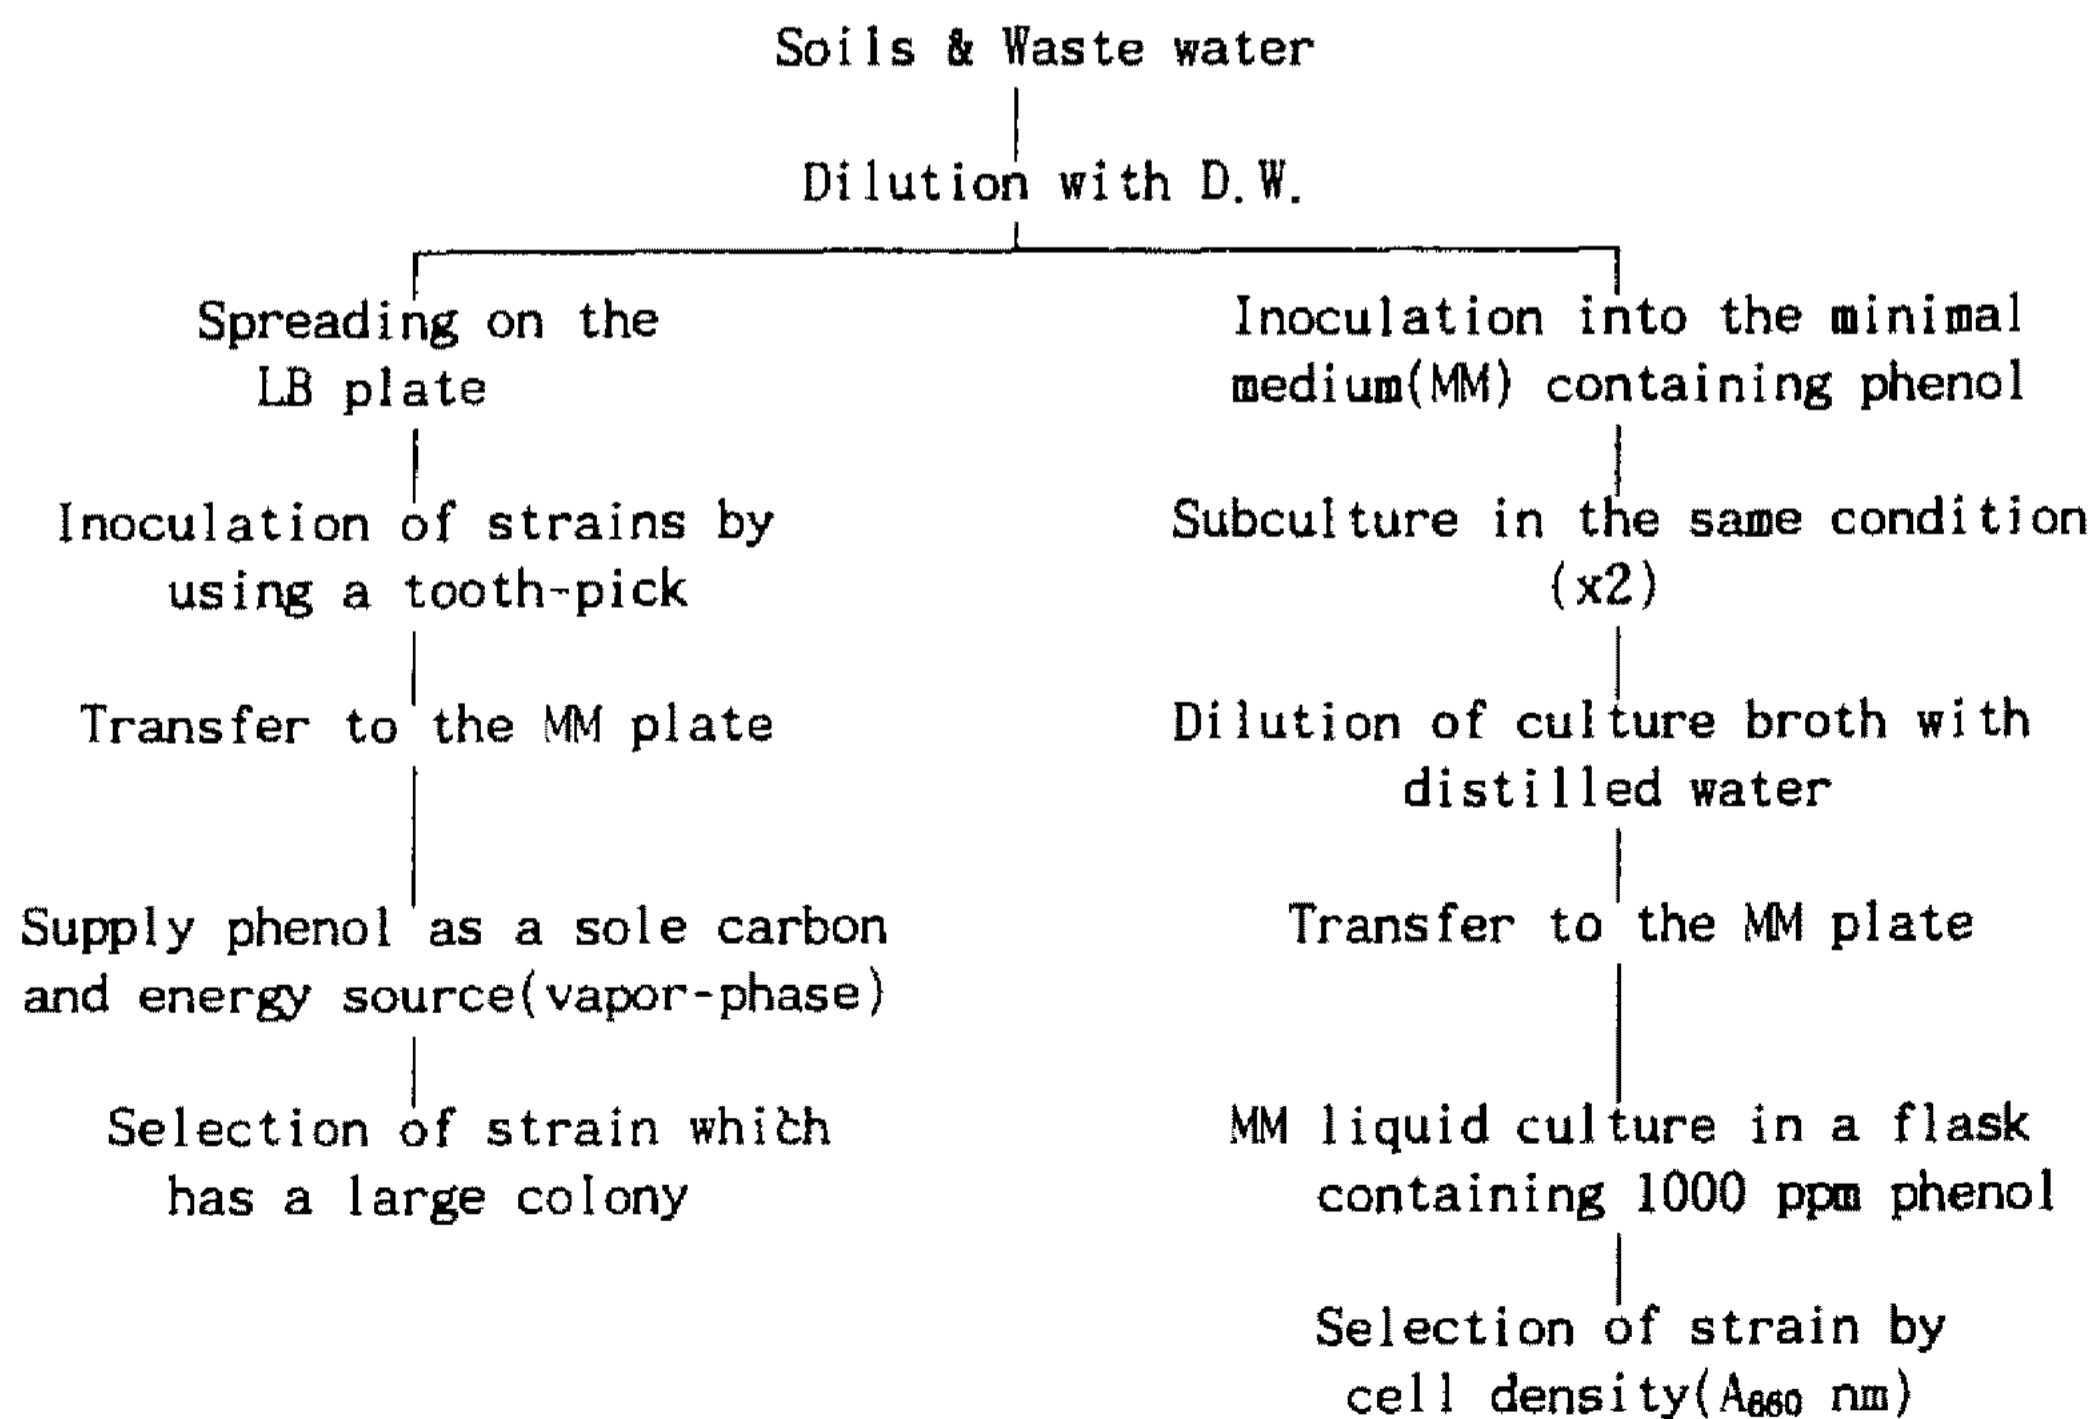 Soils & Waste water
Dilution with D.W.
Spreading on the
LB plate
Inoculation of strains by
using a tooth-pick
Transfer to the MM plate
Supply phenol as a sole carbon
and energy source(vapor-phase)
Selection of strain which
has a large colony
Inoculation into the minimal
medium(MM) containing phenol
Subculture in the same condition
(x2)
Dilution of culture broth with
distilled water
Transfer to the MM plate
MM liquid culture in a flask
containing 1000 ppm phenol
Selection of strain by
cell density(A₆₆₀ nm)